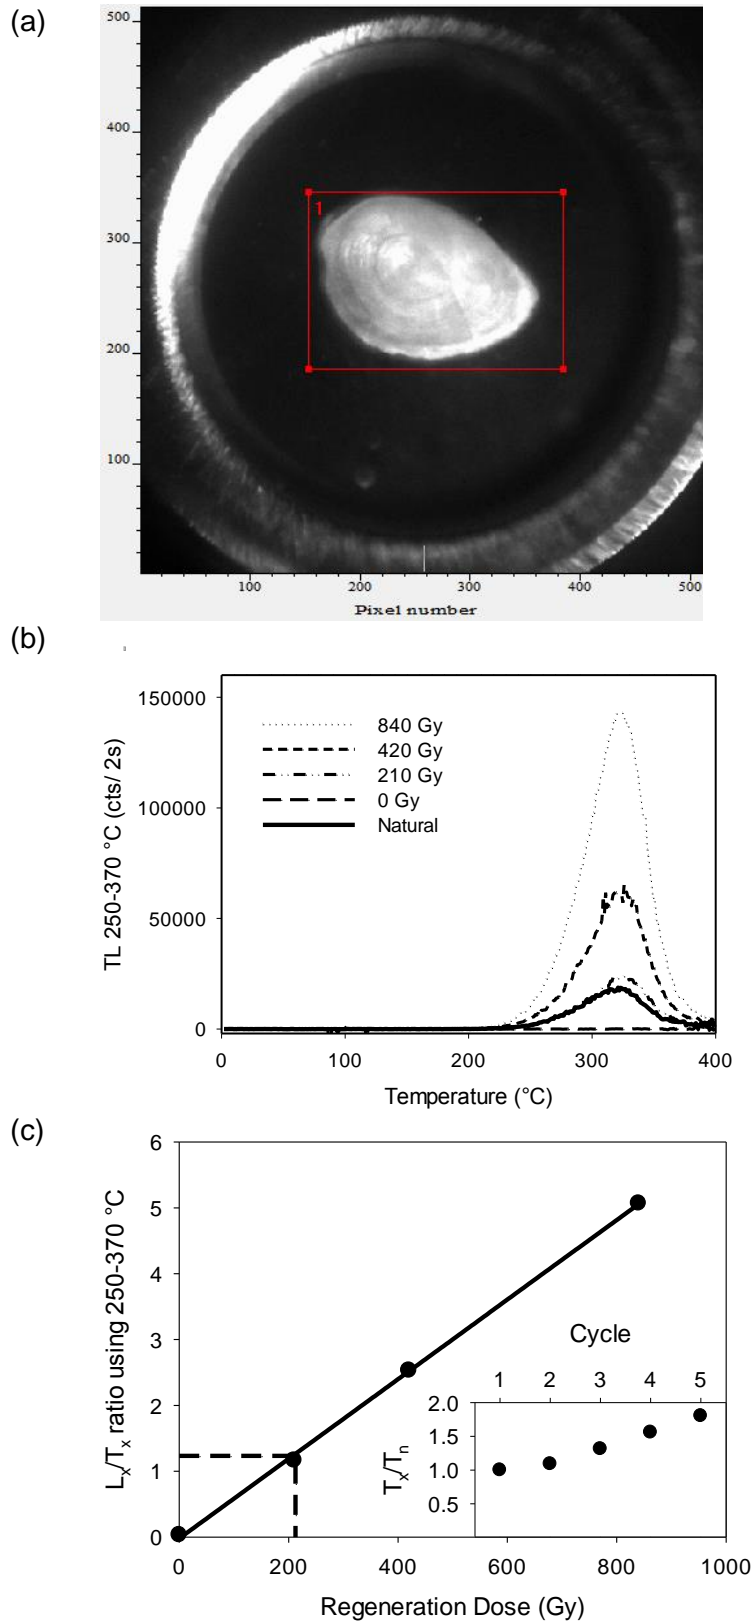 (a)
500
400
300
200
100
1
100 200 300 400 500
Pixel number
(b)
TL 250-370 °C (cts/ 2s)
150000
100000
50000
0
840 Gy
420 Gy
210 Gy
0 Gy
Natural
0 100 200 300 400
Temperature (°C)
(c)
Lx/Tx ratio using 250-370 °C
6
5
4
3
2
1
0
Cycle
1 2 3 4 5
Tx/Tn
2.0
1.5
1.0
0.5
0 200 400 600 800 1000
Regeneration Dose (Gy)